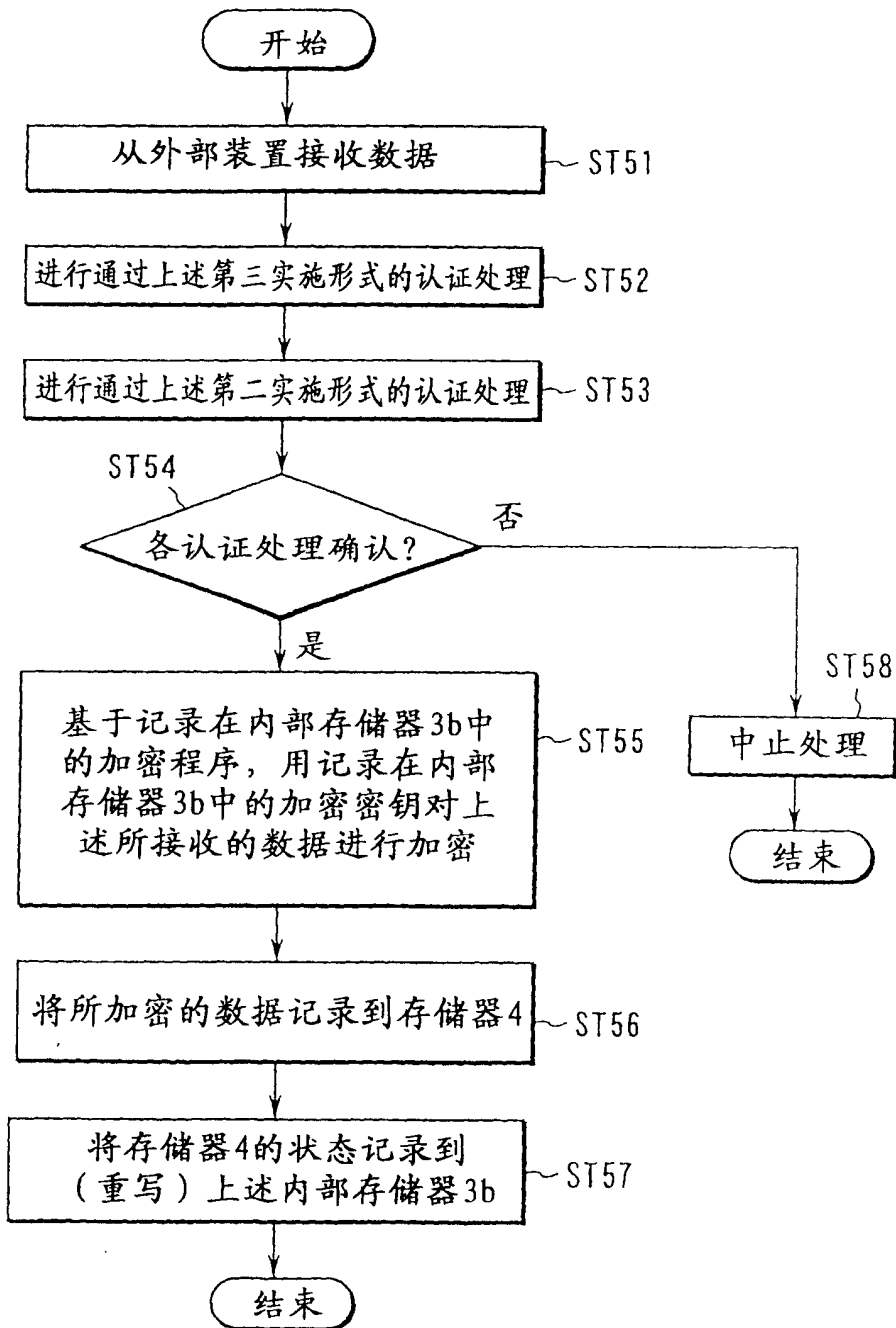 开始
从外部装置接收数据
ST51
进行通过上述第三实施形式的认证处理
ST52
进行通过上述第二实施形式的认证处理
ST53
ST54
各认证处理确认?
否
是
基于记录在内部存储器3b中
的加密程序,用记录在内部
存储器3b中的加密密钥对上
述所接收的数据进行加密
ST55
ST58
中止处理
结束
将所加密的数据记录到存储器4
ST56
将存储器4的状态记录到
(重写)上述内部存储器3b
ST57
结束